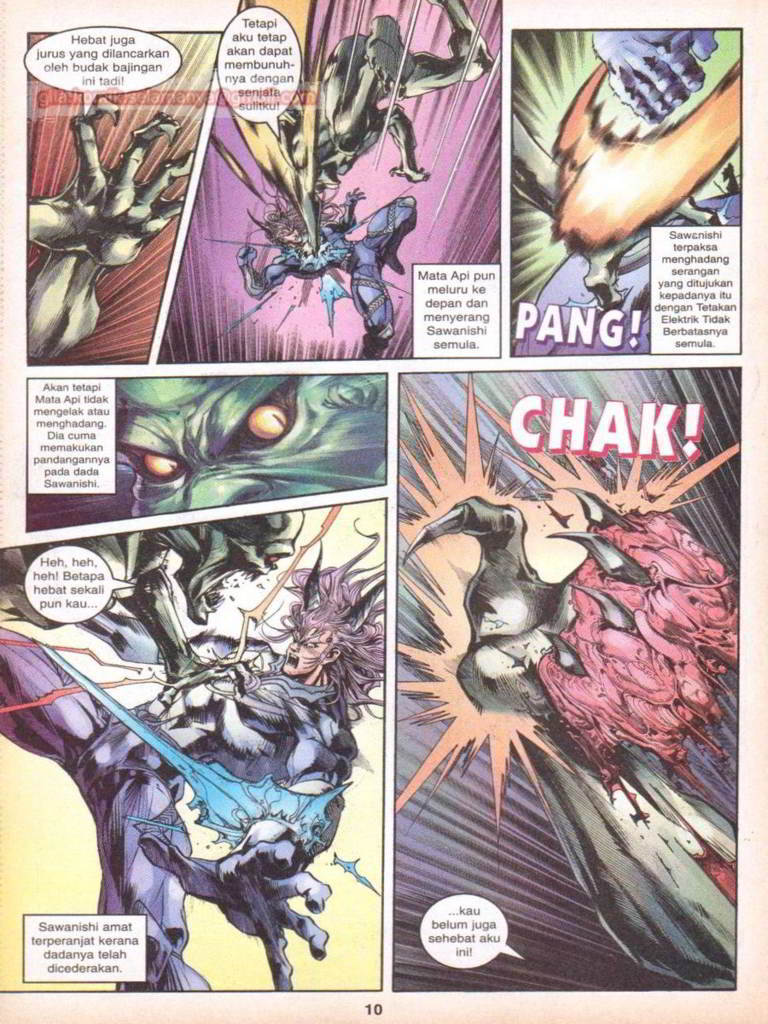 Hebat juga
jurus yang dilancarkan
oleh budak bajingan
ini tadi!
Tetapi
aku tetap
akan dapat
membunuh-
nya dengan
senjata
sulitku!
Mata Api pun
meluru ke
depan dan
menyerang
Sawanishi
semula.
PANG!
Sawanishi
terpaksa
menghadang
serangan
yang ditujukan
kepadanya itu
dengan Tetakan
Elektrik Tidak
Berbatasnya
semula.
Akan tetapi
Mata Api tidak
mengelak atau
menghadang.
Dia cuma
memakukan
pandangannya
pada dada
Sawanishi.
CHAK!
Heh, heh,
heh! Betapa
hebat sekali
pun kau...
Sawanishi amat
terperanjat kerana
dadanya telah
dicederakan.
...kau
belum juga
sehebat aku
ini!
10